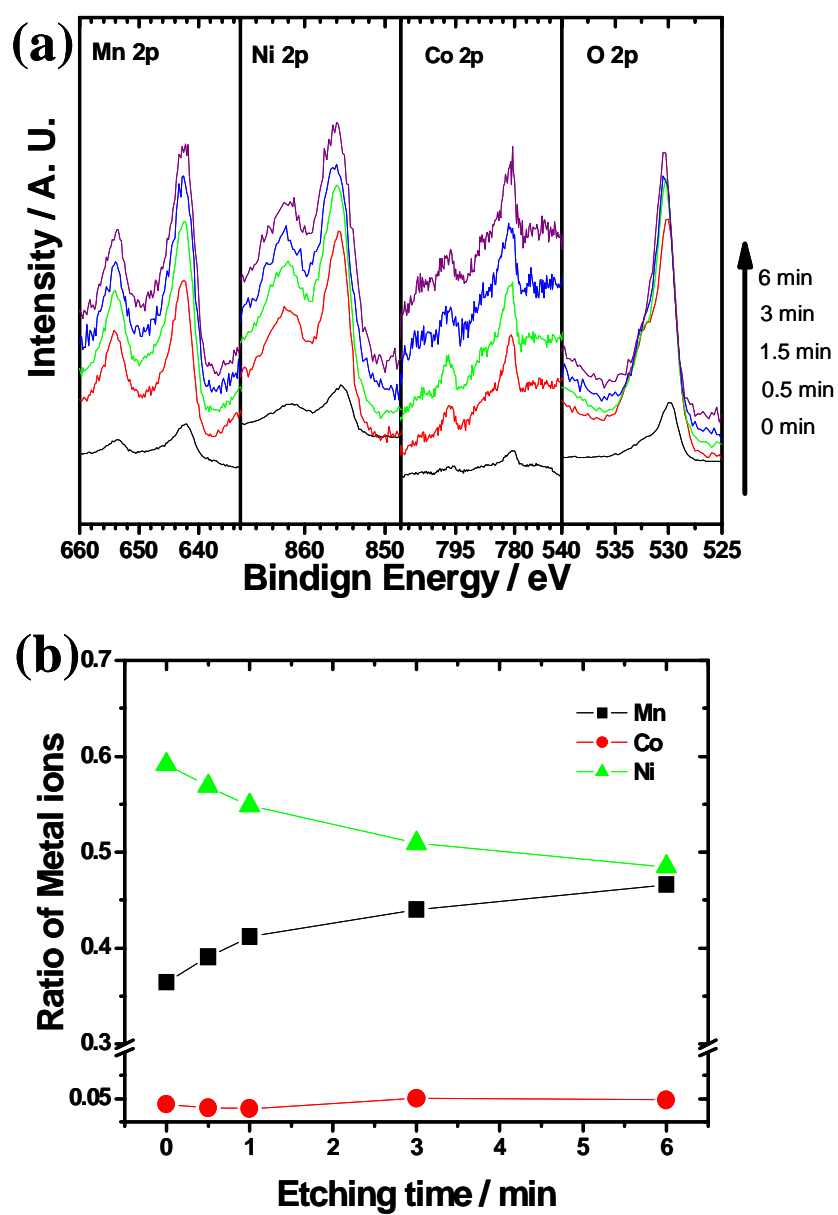 (a)
Mn 2p
Ni 2p
Co 2p
O 2p
Intensity / A. U.
6 min
3 min
1.5 min
0.5 min
0 min
660 650 640 860 850 795 780 540 540 535 530 525
Bindign Energy / eV
(b)
0.7
0.6
0.5
0.4
0.3
0.05
Ratio of Metal ions
Mn
Co
Ni
0 1 2 3 4 5 6
Etching time / min